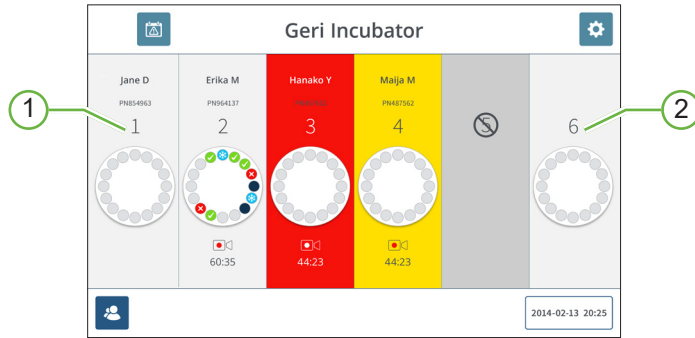 Geri Incubator
Jane D
PN854963
1
Erika M
PN964137
2
60:35
Hanako Y
3
44:23
Maija M
PN487562
4
44:23
5
6
2014-02-13 20:25
1
2